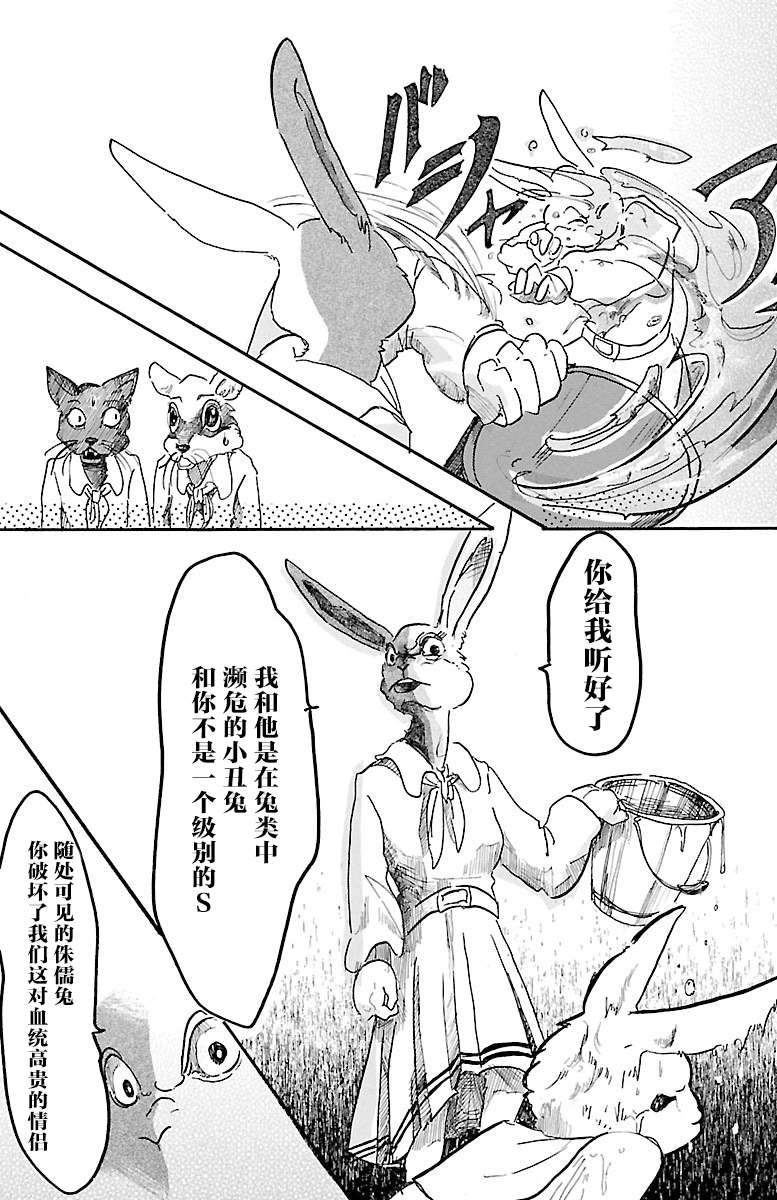 バシャ
你给我听好了
我和他是在兔类中
濒危的小丑兔
和你不是一个级别的S
随处可见的侏儒兔
你破坏了我们这对血统高贵的情侣